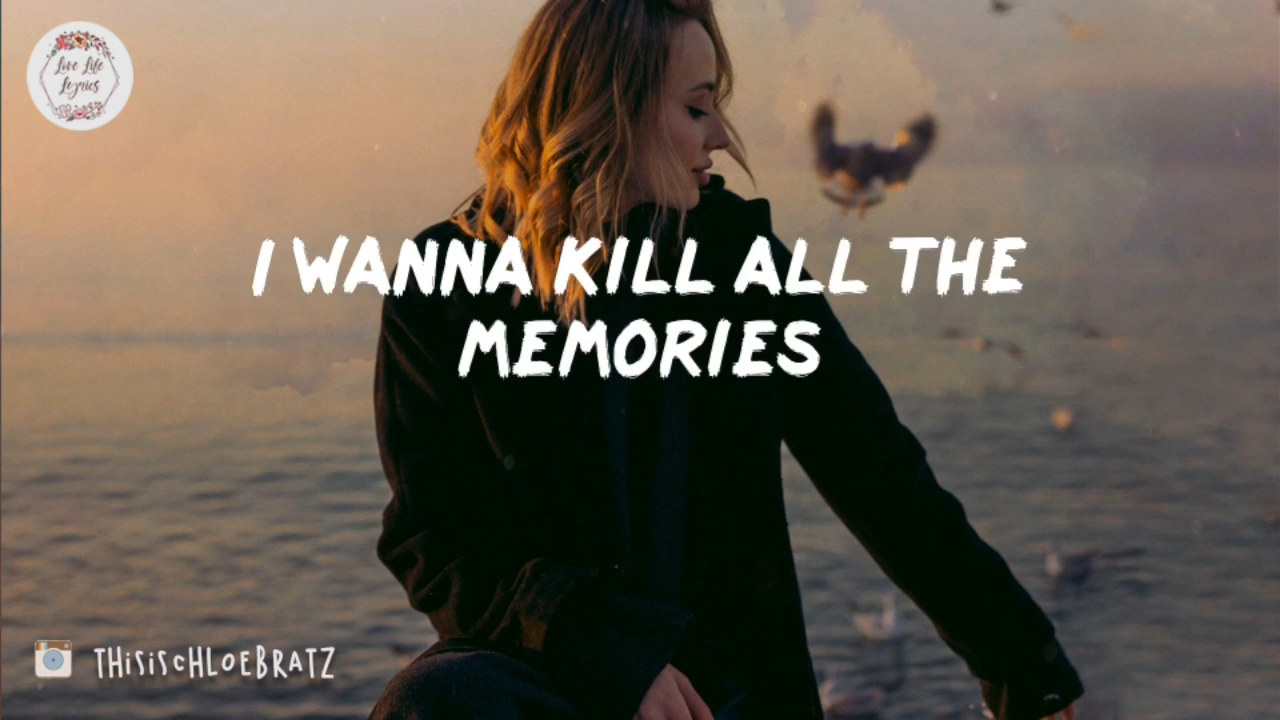 Live Life
Lyrics
I WANNA KILL ALL THE
MEMORIES
THISISCHLOEBRATZ